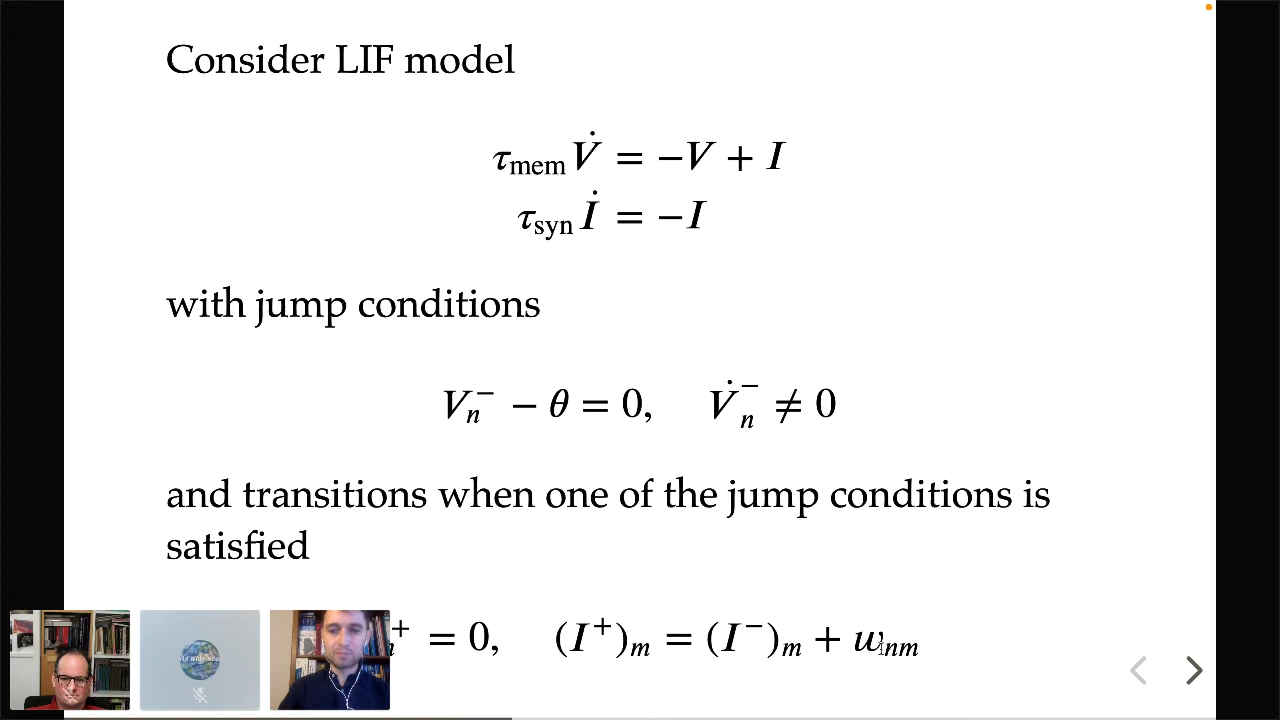 Consider LIF model
τ_mem V̇ = −V + I
τ_syn İ = −I
with jump conditions
V_n^− − θ = 0, V̇_n^− ≠ 0
and transitions when one of the jump conditions is
satisfied
_n^+ = 0, (I^+)_m = (I^−)_m + w_nm